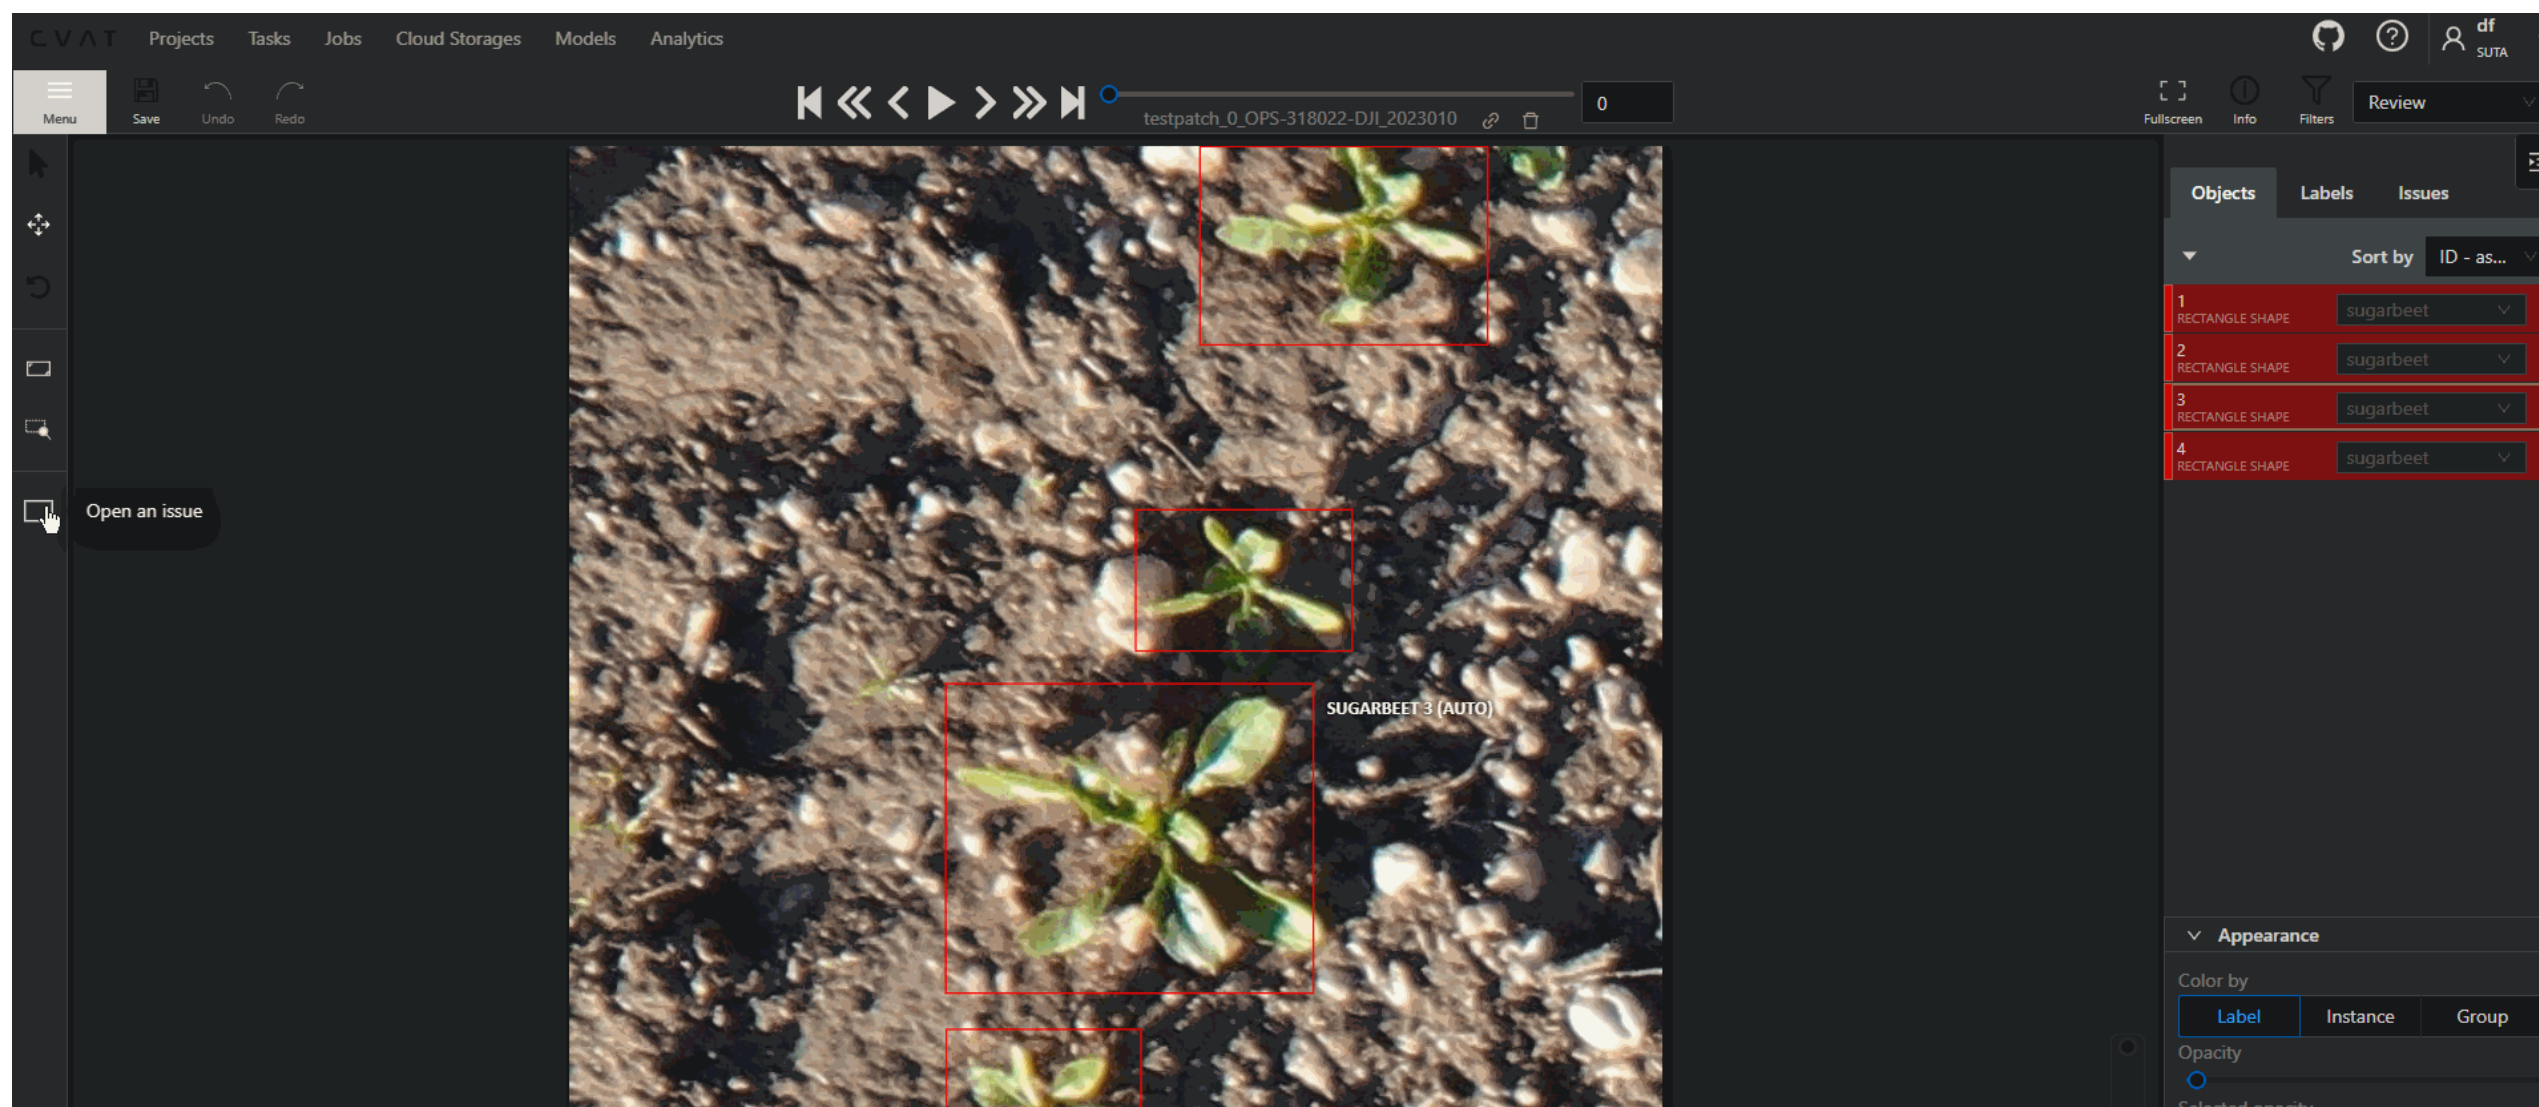 CVAT Projects Tasks Jobs Cloud Storages Models Analytics df
SUTA
Menu Save Undo Redo testpatch_0_OPS-318022-DJI_2023010 0 Fullscreen Info Filters Review
Objects Labels Issues
Sort by ID - as...
1
RECTANGLE SHAPE sugarbeet
2
RECTANGLE SHAPE sugarbeet
3
RECTANGLE SHAPE sugarbeet
4
RECTANGLE SHAPE sugarbeet
Open an issue
SUGARBEET 3 (AUTO)
Appearance
Color by
Label Instance Group
Opacity
Selected opacity